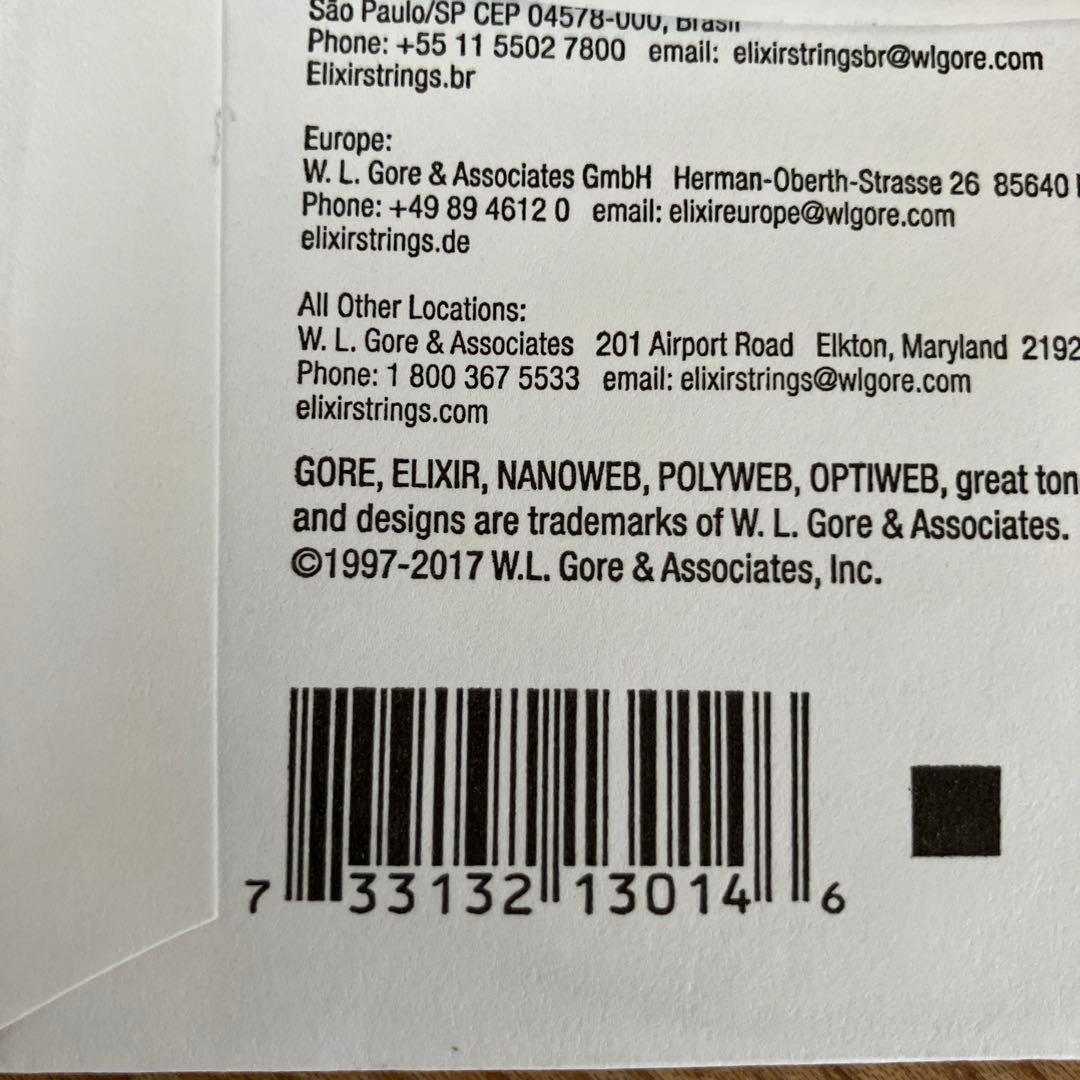 São Paulo/SP CEP 04578-000, Brasil
Phone: +55 11 5502 7800 email: elixirstringsbr@wlgore.com
Elixirstrings.br
Europe:
W. L. Gore & Associates GmbH Herman-Oberth-Strasse 26 85640
Phone: +49 89 4612 0 email: elixireurope@wlgore.com
elixirstrings.de
All Other Locations:
W. L. Gore & Associates 201 Airport Road Elkton, Maryland 2192
Phone: 1 800 367 5533 email: elixirstrings@wlgore.com
elixirstrings.com
GORE, ELIXIR, NANOWEB, POLYWEB, OPTIWEB, great ton
and designs are trademarks of W. L. Gore & Associates.
©1997-2017 W.L. Gore & Associates, Inc.
7 33132 13014 6